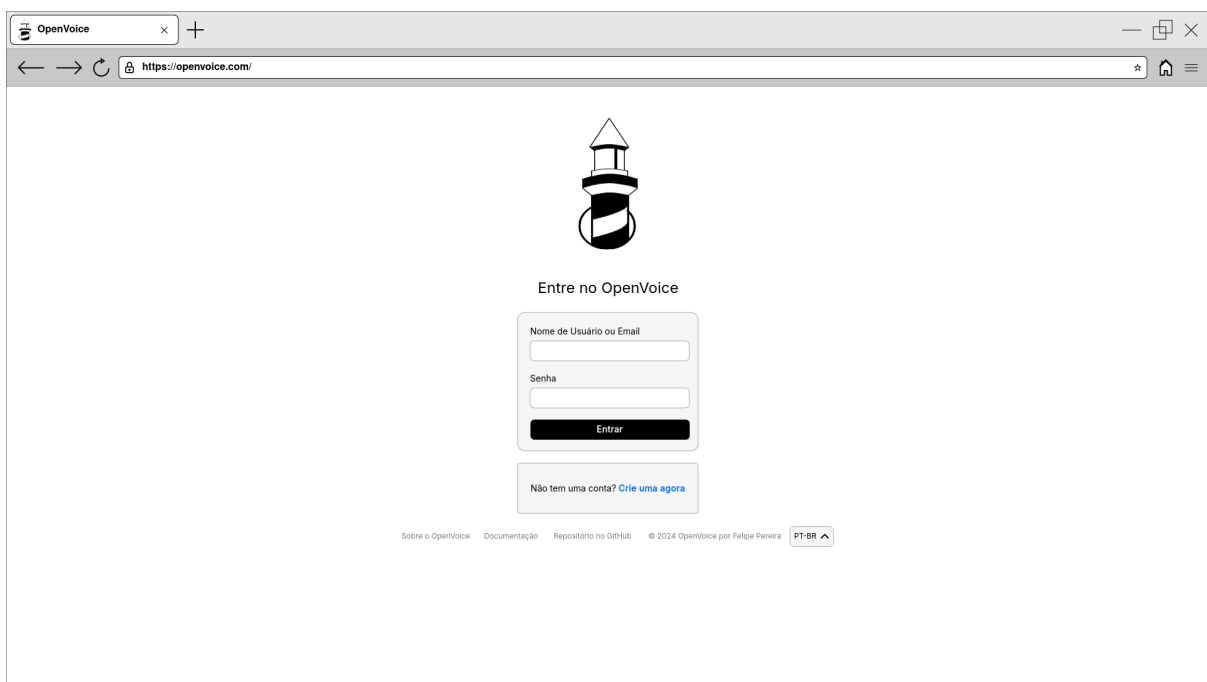 OpenVoice
https://openvoice.com/
Entre no OpenVoice
Nome de Usuário ou Email
Senha
Entrar
Não tem uma conta? Crie uma agora
Sobre o OpenVoice Documentação Repositório no GitHub © 2024 OpenVoice por Felipe Pereira PT-BR